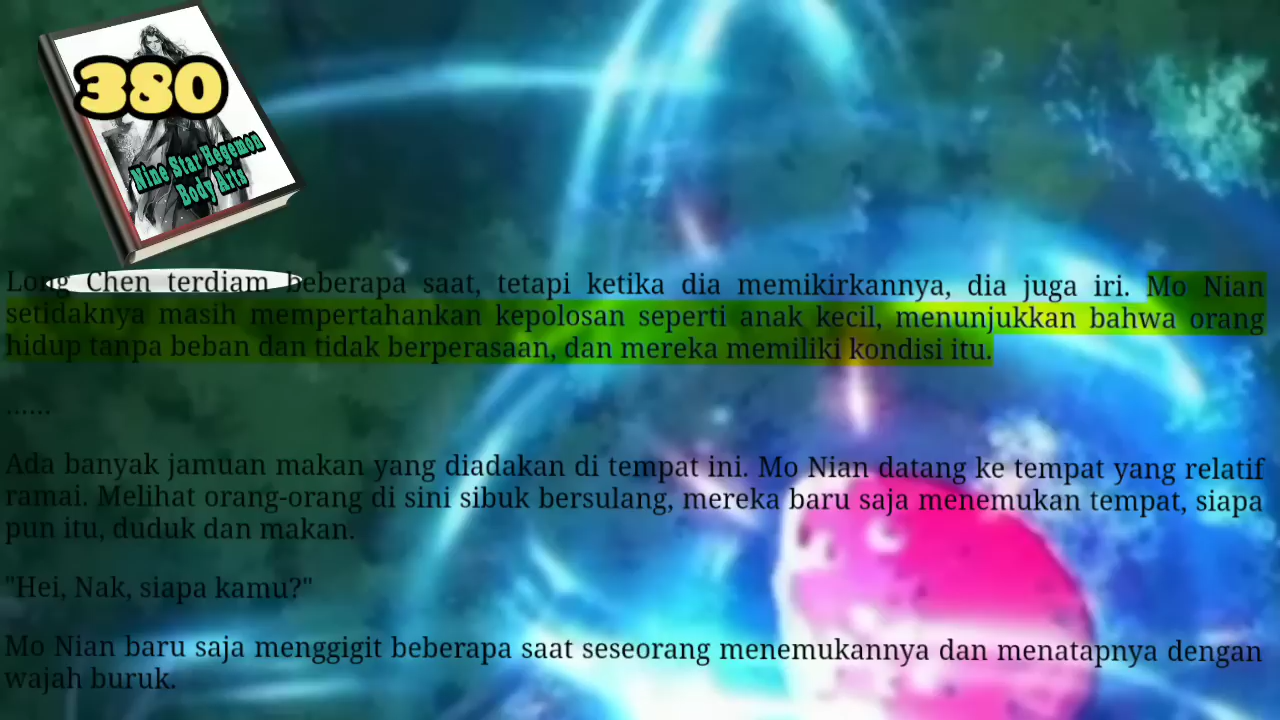 380
Nine Star Hegemon
Body Arts
Long Chen terdiam beberapa saat, tetapi ketika dia memikirkannya, dia juga iri. Mo Nian
setidaknya masih mempertahankan kepolosan seperti anak kecil, menunjukkan bahwa orang
hidup tanpa beban dan tidak berperasaan, dan mereka memiliki kondisi itu.
......
Ada banyak jamuan makan yang diadakan di tempat ini. Mo Nian datang ke tempat yang relatif
ramai. Melihat orang-orang di sini sibuk bersulang, mereka baru saja menemukan tempat, siapa
pun itu, duduk dan makan.
"Hei, Nak, siapa kamu?"
Mo Nian baru saja menggigit beberapa saat seseorang menemukannya dan menatapnya dengan
wajah buruk.